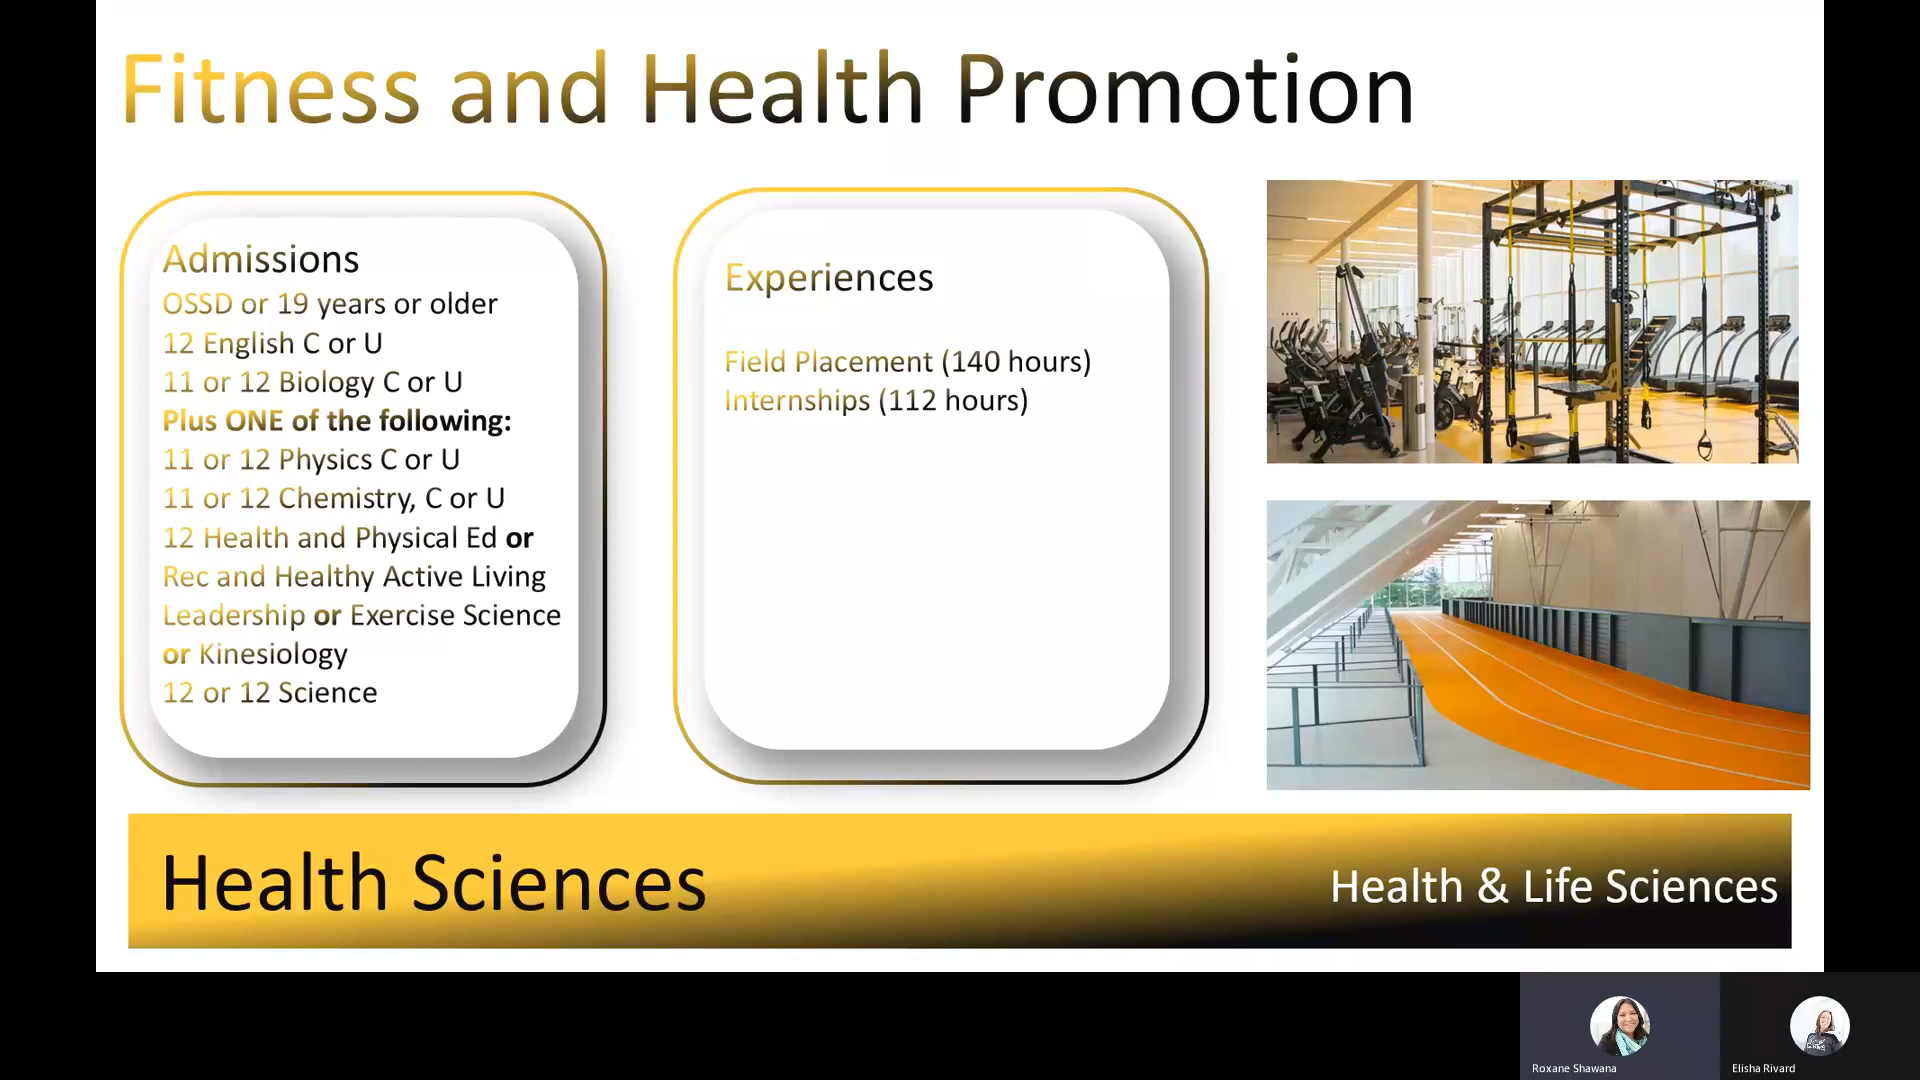 Fitness and Health Promotion
Admissions
OSSD or 19 years or older
12 English C or U
11 or 12 Biology C or U
Plus ONE of the following:
11 or 12 Physics C or U
11 or 12 Chemistry, C or U
12 Health and Physical Ed or
Rec and Healthy Active Living
Leadership or Exercise Science
or Kinesiology
12 or 12 Science
Experiences
Field Placement (140 hours)
Internships (112 hours)
Health Sciences
Health & Life Sciences
Roxane Shawana
Elisha Rivard